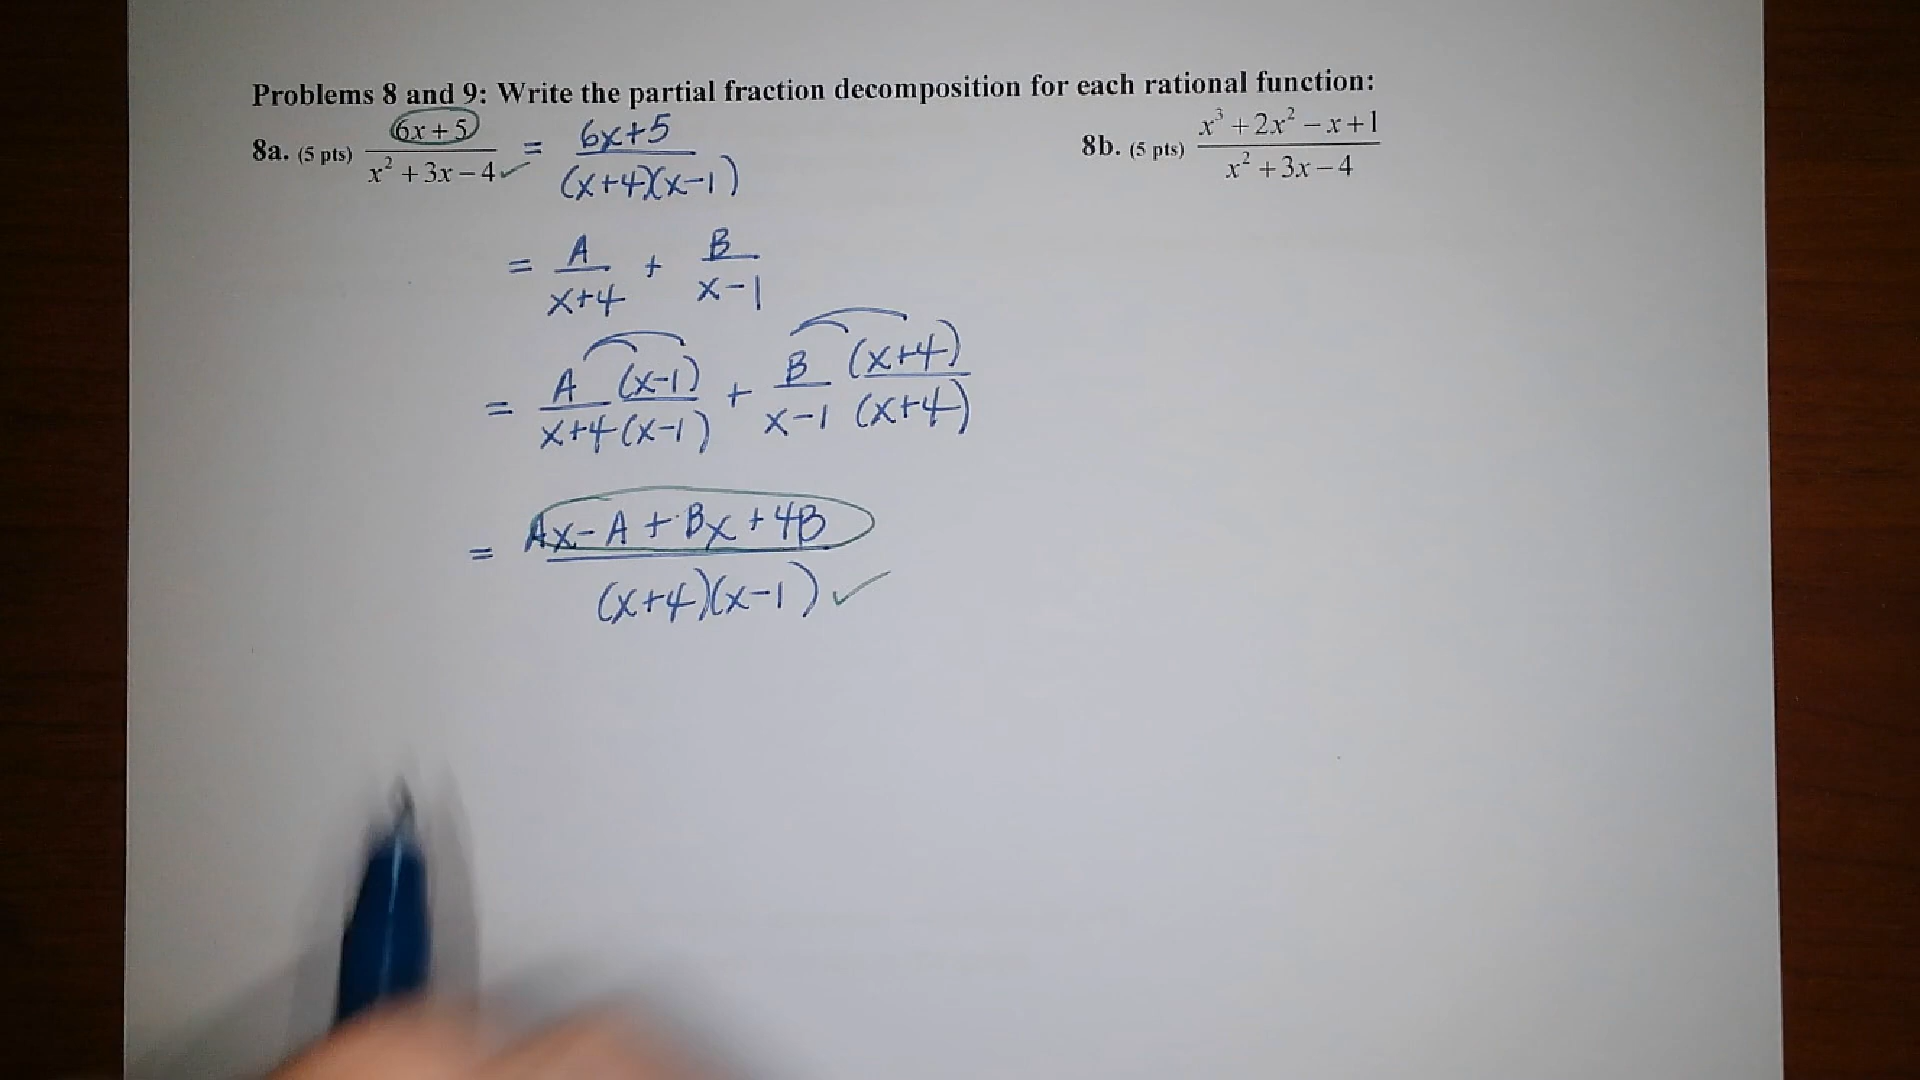 Problems 8 and 9: Write the partial fraction decomposition for each rational function:
8a. (5 pts) (6x + 5)/(x² + 3x − 4) = (6x+5)/((x+4)(x−1))
8b. (5 pts) (x³ + 2x² − x + 1)/(x² + 3x − 4)
= A/(x+4) + B/(x−1)
= A (x−1)/x+4 (x−1) + B (x+4)/x−1 (x+4)
= (Ax − A + Bx + 4B)/((x+4)(x−1)) ✓